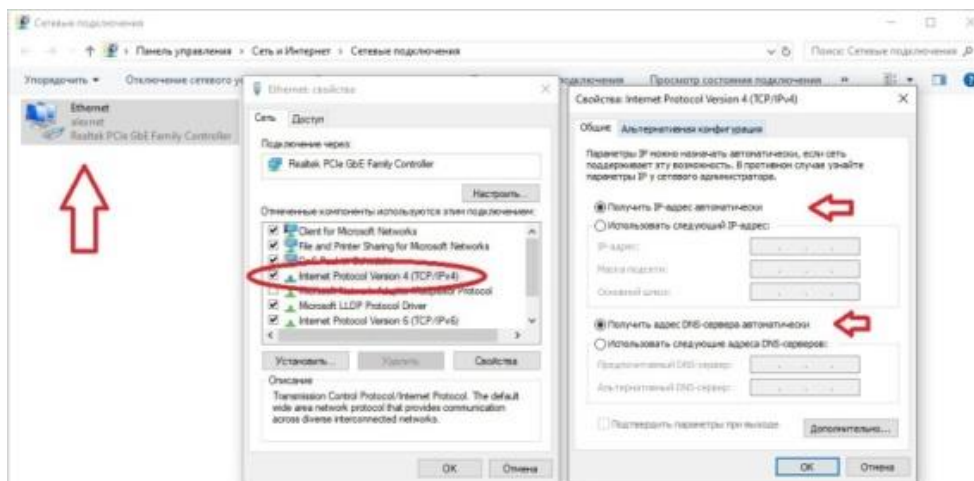 Сетевые подключения
Панель управления › Сеть и Интернет › Сетевые подключения
Поиск: Сетевые подключения
Упорядочить
Отключение сетевого
подключения
Просмотр состояния подключения
»
Ethernet
alexnet
Realtek PCIe GbE Family Controller
Ethernet: свойства
Сеть
Доступ
Подключение через:
Realtek PCIe GbE Family Controller
Настроить...
Отмеченные компоненты используются этим подключением:
Client for Microsoft Networks
File and Printer Sharing for Microsoft Networks
Internet Protocol Version 4 (TCP/IPv4)
Microsoft Network Adapter Multiplexor Protocol
Microsoft LLDP Protocol Driver
Internet Protocol Version 6 (TCP/IPv6)
Установить...
Удалить
Свойства
Описание
Transmission Control Protocol/Internet Protocol. The default
wide area network protocol that provides communication
across diverse interconnected networks.
OK
Отмена
Свойства: Internet Protocol Version 4 (TCP/IPv4)
Общие
Альтернативная конфигурация
Параметры IP можно назначать автоматически, если сеть
поддерживает эту возможность. В противном случае узнайте
параметры IP у сетевого администратора.
Получить IP-адрес автоматически
Использовать следующий IP-адрес:
IP-адрес:
Маска подсети:
Основной шлюз:
Получить адрес DNS-сервера автоматически
Использовать следующие адреса DNS-серверов:
Предпочитаемый DNS-сервер:
Альтернативный DNS-сервер:
Подтвердить параметры при выходе
Дополнительно...
OK
Отмена